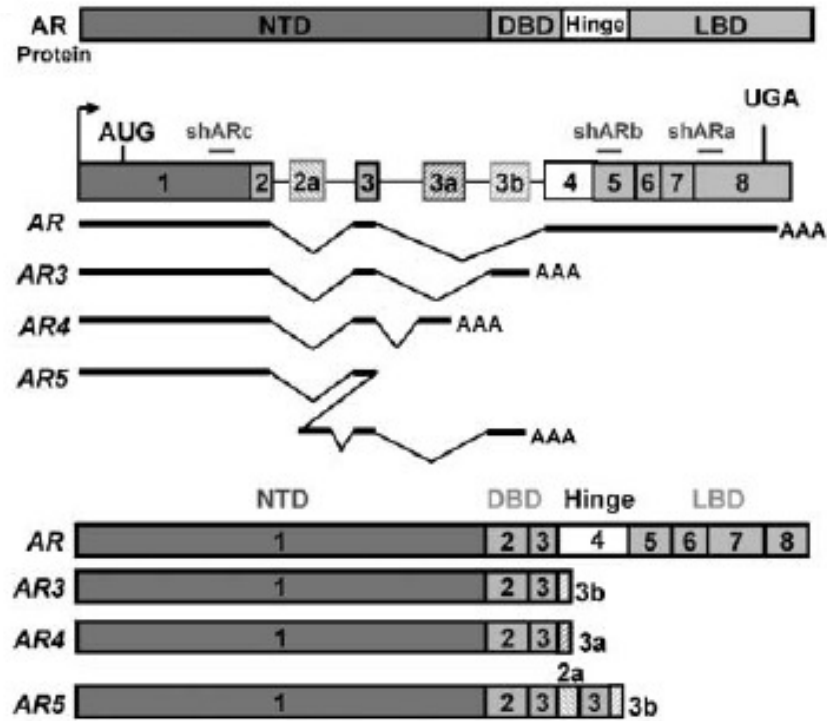 AR NTD DBD Hinge LBD
Protein
UGA
AUG shARc shARb shARa
1 2 2a 3 3a 3b 4 5 6 7 8
AR AAA
AR3 AAA
AR4 AAA
AR5
AAA
NTD DBD Hinge LBD
AR 1 2 3 4 5 6 7 8
AR3 1 2 3 3b
AR4 1 2 3 3a
2a
AR5 1 2 3 3 3b